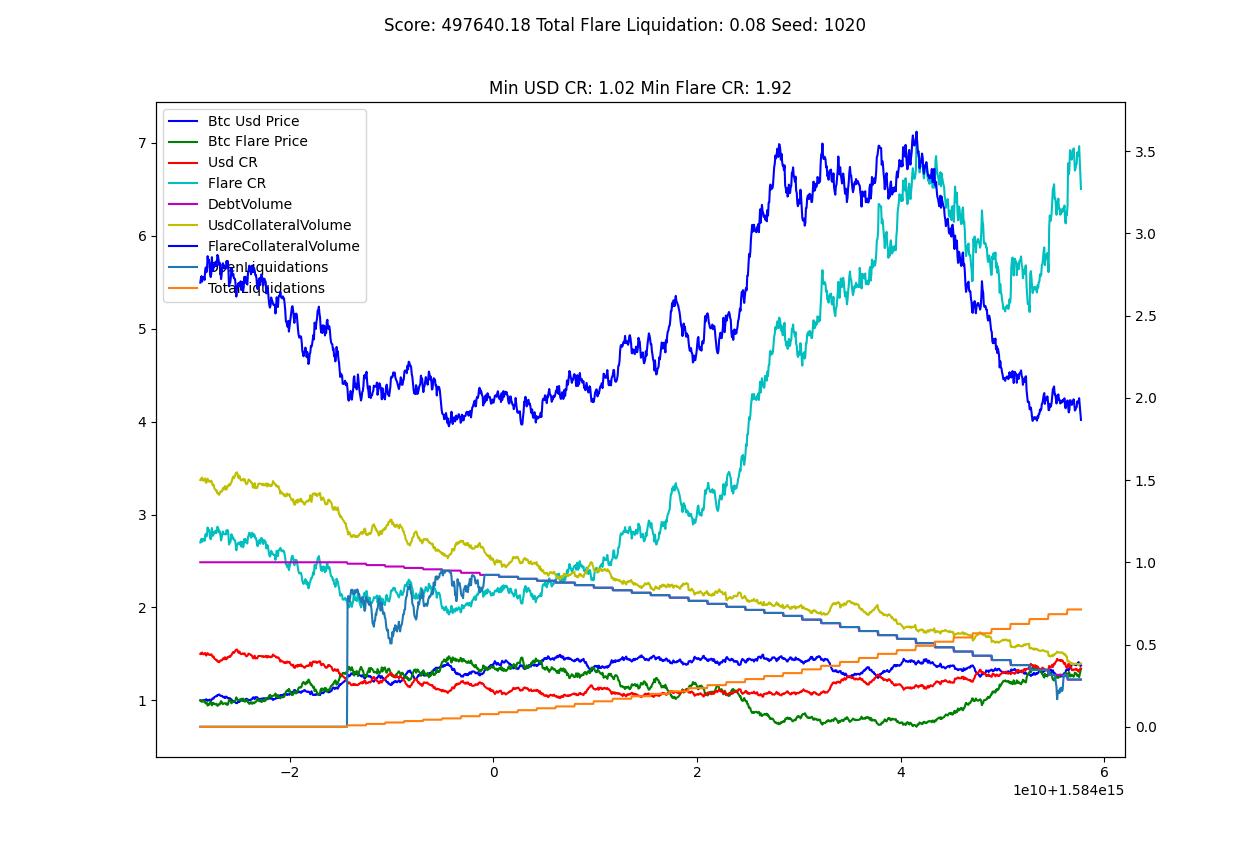 Score: 497640.18 Total Flare Liquidation: 0.08 Seed: 1020
Min USD CR: 1.02 Min Flare CR: 1.92
Btc Usd Price
Btc Flare Price
Usd CR
Flare CR
DebtVolume
UsdCollateralVolume
FlareCollateralVolume
OpenLiquidations
TotalLiquidations
7
6
5
4
3
2
1
3.5
3.0
2.5
2.0
1.5
1.0
0.5
0.0
−2
0
2
4
6
1e10+1.584e15